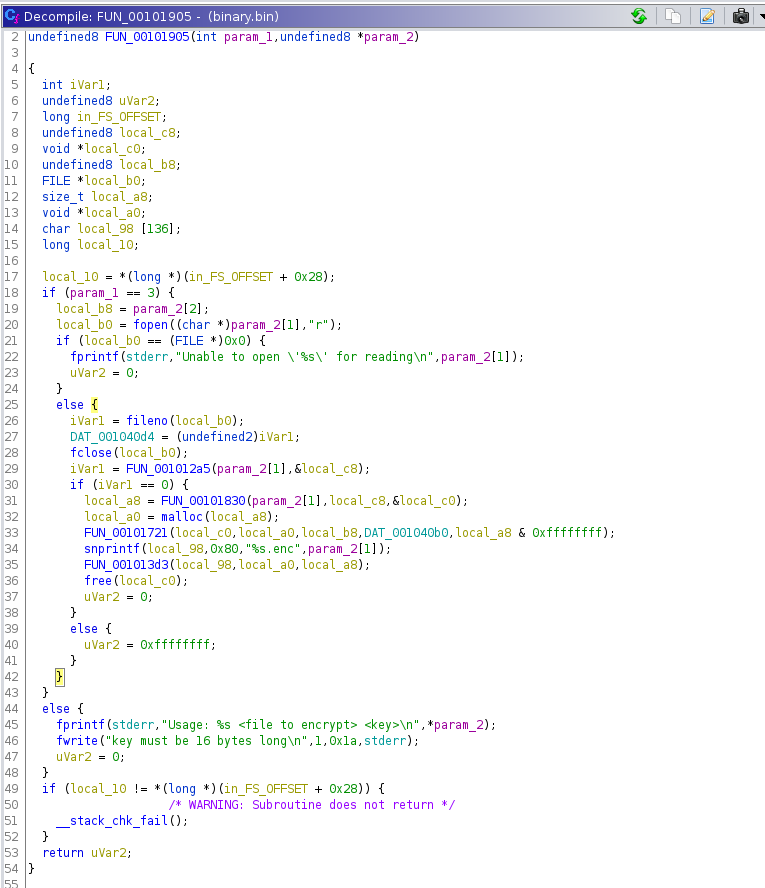 Decompile: FUN_00101905 - (binary.bin)
2 undefined8 FUN_00101905(int param_1,undefined8 *param_2)
3
4 {
5 int iVar1;
6 undefined8 uVar2;
7 long in_FS_OFFSET;
8 undefined8 local_c8;
9 void *local_c0;
10 undefined8 local_b8;
11 FILE *local_b0;
12 size_t local_a8;
13 void *local_a0;
14 char local_98 [136];
15 long local_10;
16
17 local_10 = *(long *)(in_FS_OFFSET + 0x28);
18 if (param_1 == 3) {
19 local_b8 = param_2[2];
20 local_b0 = fopen((char *)param_2[1],"r");
21 if (local_b0 == (FILE *)0x0) {
22 fprintf(stderr,"Unable to open \'%s\' for reading\n",param_2[1]);
23 uVar2 = 0;
24 }
25 else {
26 iVar1 = fileno(local_b0);
27 DAT_001040d4 = (undefined2)iVar1;
28 fclose(local_b0);
29 iVar1 = FUN_001012a5(param_2[1],&local_c8);
30 if (iVar1 == 0) {
31 local_a8 = FUN_00101830(param_2[1],local_c8,&local_c0);
32 local_a0 = malloc(local_a8);
33 FUN_00101721(local_c0,local_a0,local_b8,DAT_001040b0,local_a8 & 0xffffffff);
34 snprintf(local_98,0x80,"%s.enc",param_2[1]);
35 FUN_001013d3(local_98,local_a0,local_a8);
36 free(local_c0);
37 uVar2 = 0;
38 }
39 else {
40 uVar2 = 0xffffffff;
41 }
42 }
43 }
44 else {
45 fprintf(stderr,"Usage: %s <file to encrypt> <key>\n",*param_2);
46 fwrite("key must be 16 bytes long\n",1,0x1a,stderr);
47 uVar2 = 0;
48 }
49 if (local_10 != *(long *)(in_FS_OFFSET + 0x28)) {
50 /* WARNING: Subroutine does not return */
51 __stack_chk_fail();
52 }
53 return uVar2;
54 }
55